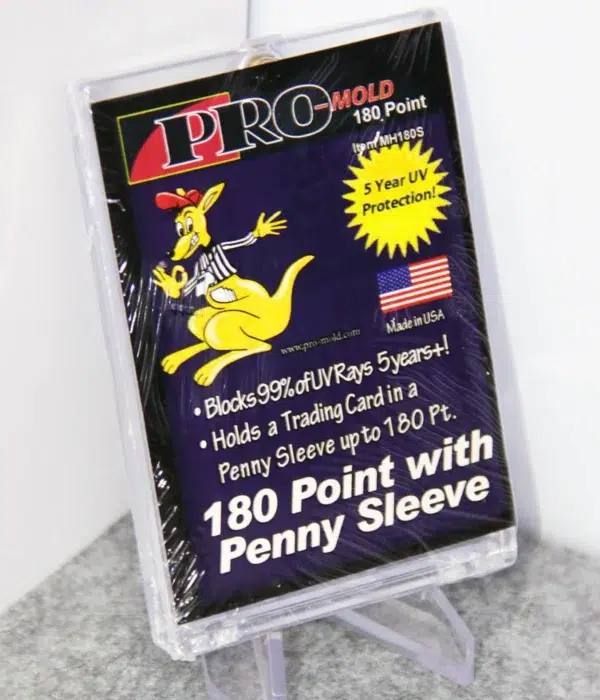 PRO-MOLD
180 Point
Item MH180S
5 Year UV
Protection!
Made in USA
www.pro-mold.com
• Blocks 99% of UV Rays 5 years+!
• Holds a Trading Card in a
Penny Sleeve up to 180 Pt.
180 Point with
Penny Sleeve